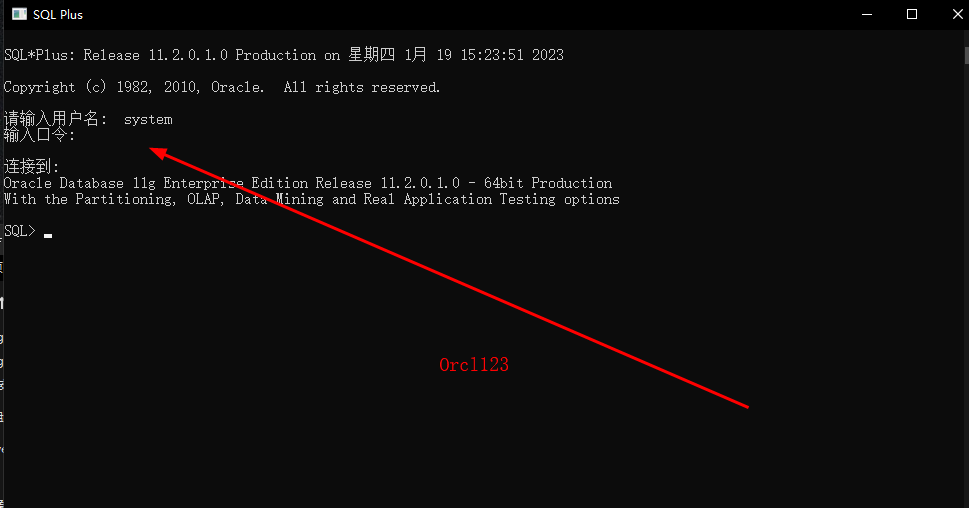 SQL Plus
SQL*Plus: Release 11.2.0.1.0 Production on 星期四 1月 19 15:23:51 2023
Copyright (c) 1982, 2010, Oracle.  All rights reserved.
请输入用户名:  system
输入口令:
连接到:
Oracle Database 11g Enterprise Edition Release 11.2.0.1.0 - 64bit Production
With the Partitioning, OLAP, Data Mining and Real Application Testing options
SQL>
Orcl123